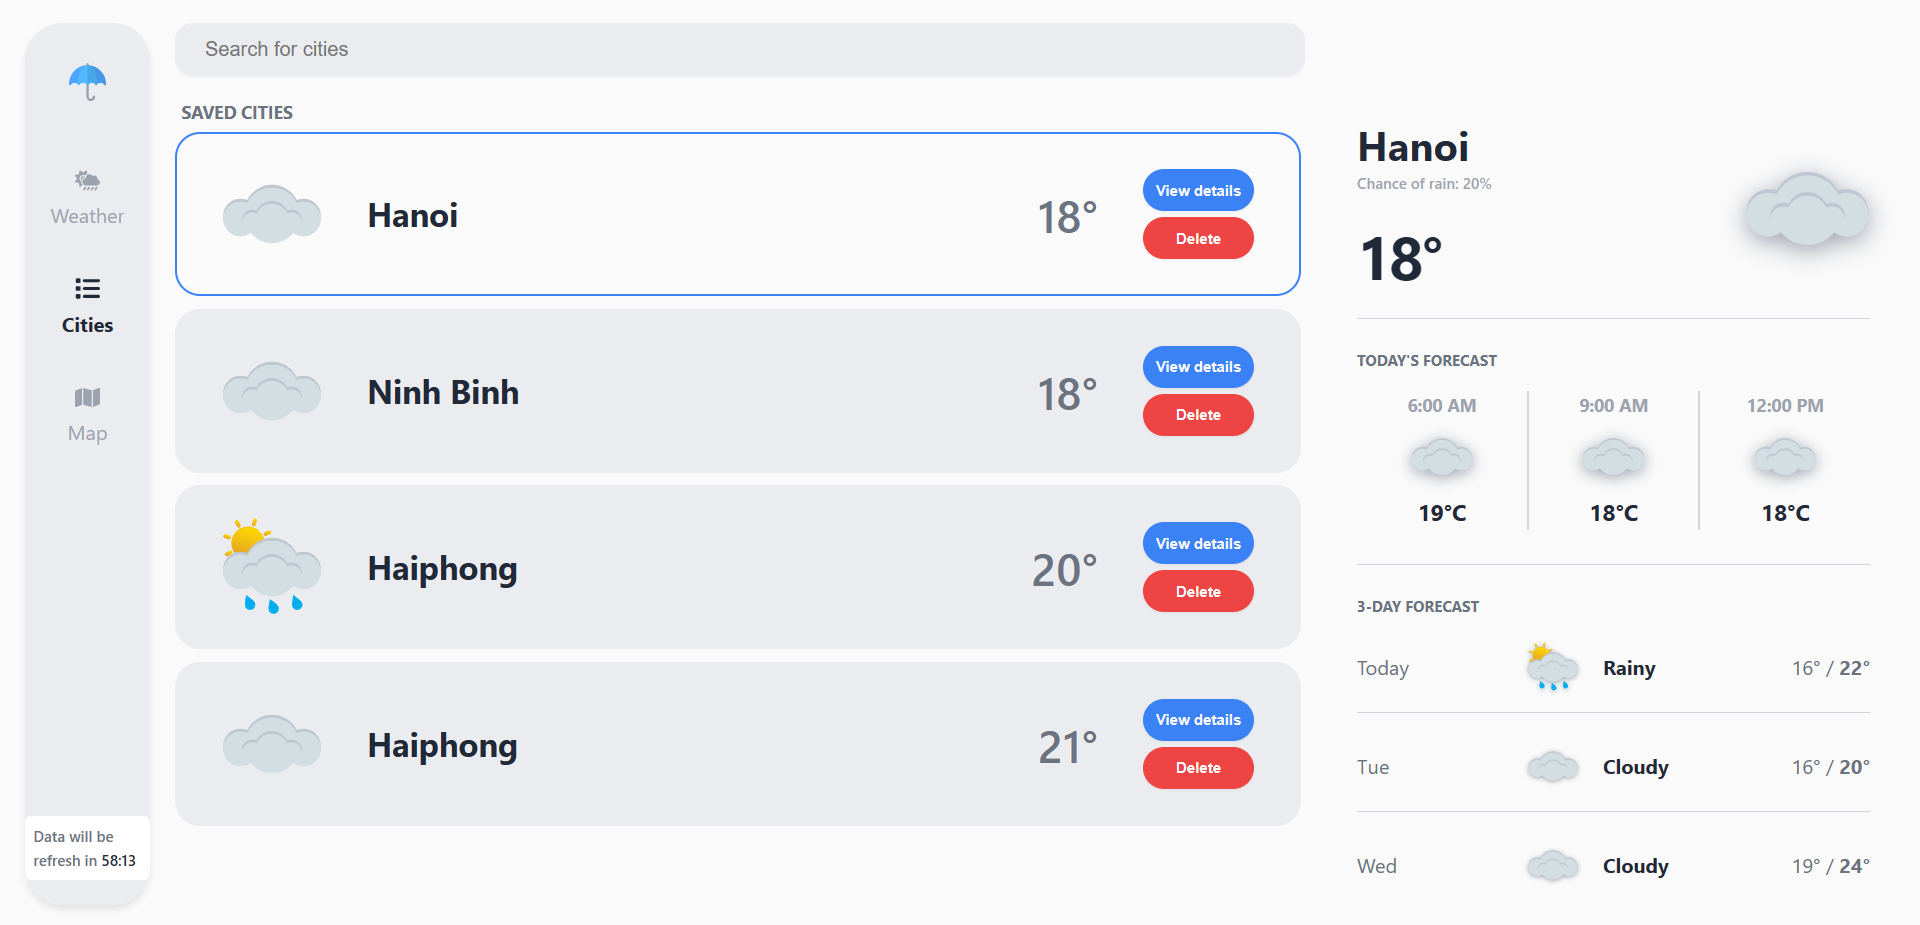 Weather
Cities
Map
Data will be
refresh in 58:13
Search for cities
SAVED CITIES
Hanoi
18°
View details
Delete
Ninh Binh
18°
View details
Delete
Haiphong
20°
View details
Delete
Haiphong
21°
View details
Delete
Hanoi
Chance of rain: 20%
18°
TODAY'S FORECAST
6:00 AM
19°C
9:00 AM
18°C
12:00 PM
18°C
3-DAY FORECAST
Today Rainy 16° / 22°
Tue Cloudy 16° / 20°
Wed Cloudy 19° / 24°